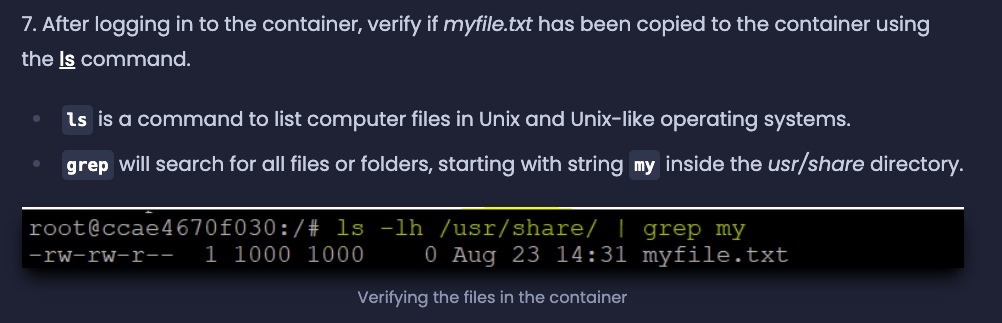 7. After logging in to the container, verify if myfile.txt has been copied to the container using
the ls command.
ls is a command to list computer files in Unix and Unix-like operating systems.
grep will search for all files or folders, starting with string my inside the usr/share directory.
root@ccae4670f030:/# ls -lh /usr/share/ | grep my
-rw-rw-r-- 1 1000 1000 0 Aug 23 14:31 myfile.txt
Verifying the files in the container